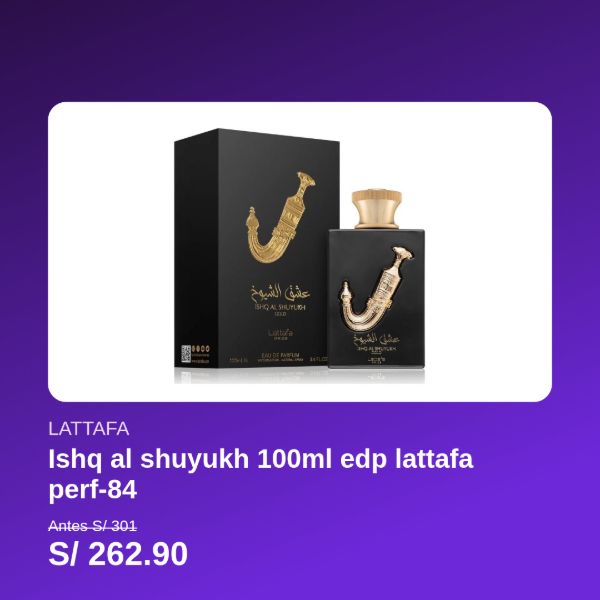 عشق الشيوخ
ISHQ AL SHUYUKH
GOLD
Lattafa
EAU DE PARFUM
عشق الشيوخ
ISHQ AL SHUYUKH
LATTAFA
Ishq al shuyukh 100ml edp lattafa
perf-84
Antes S/ 301
S/ 262.90